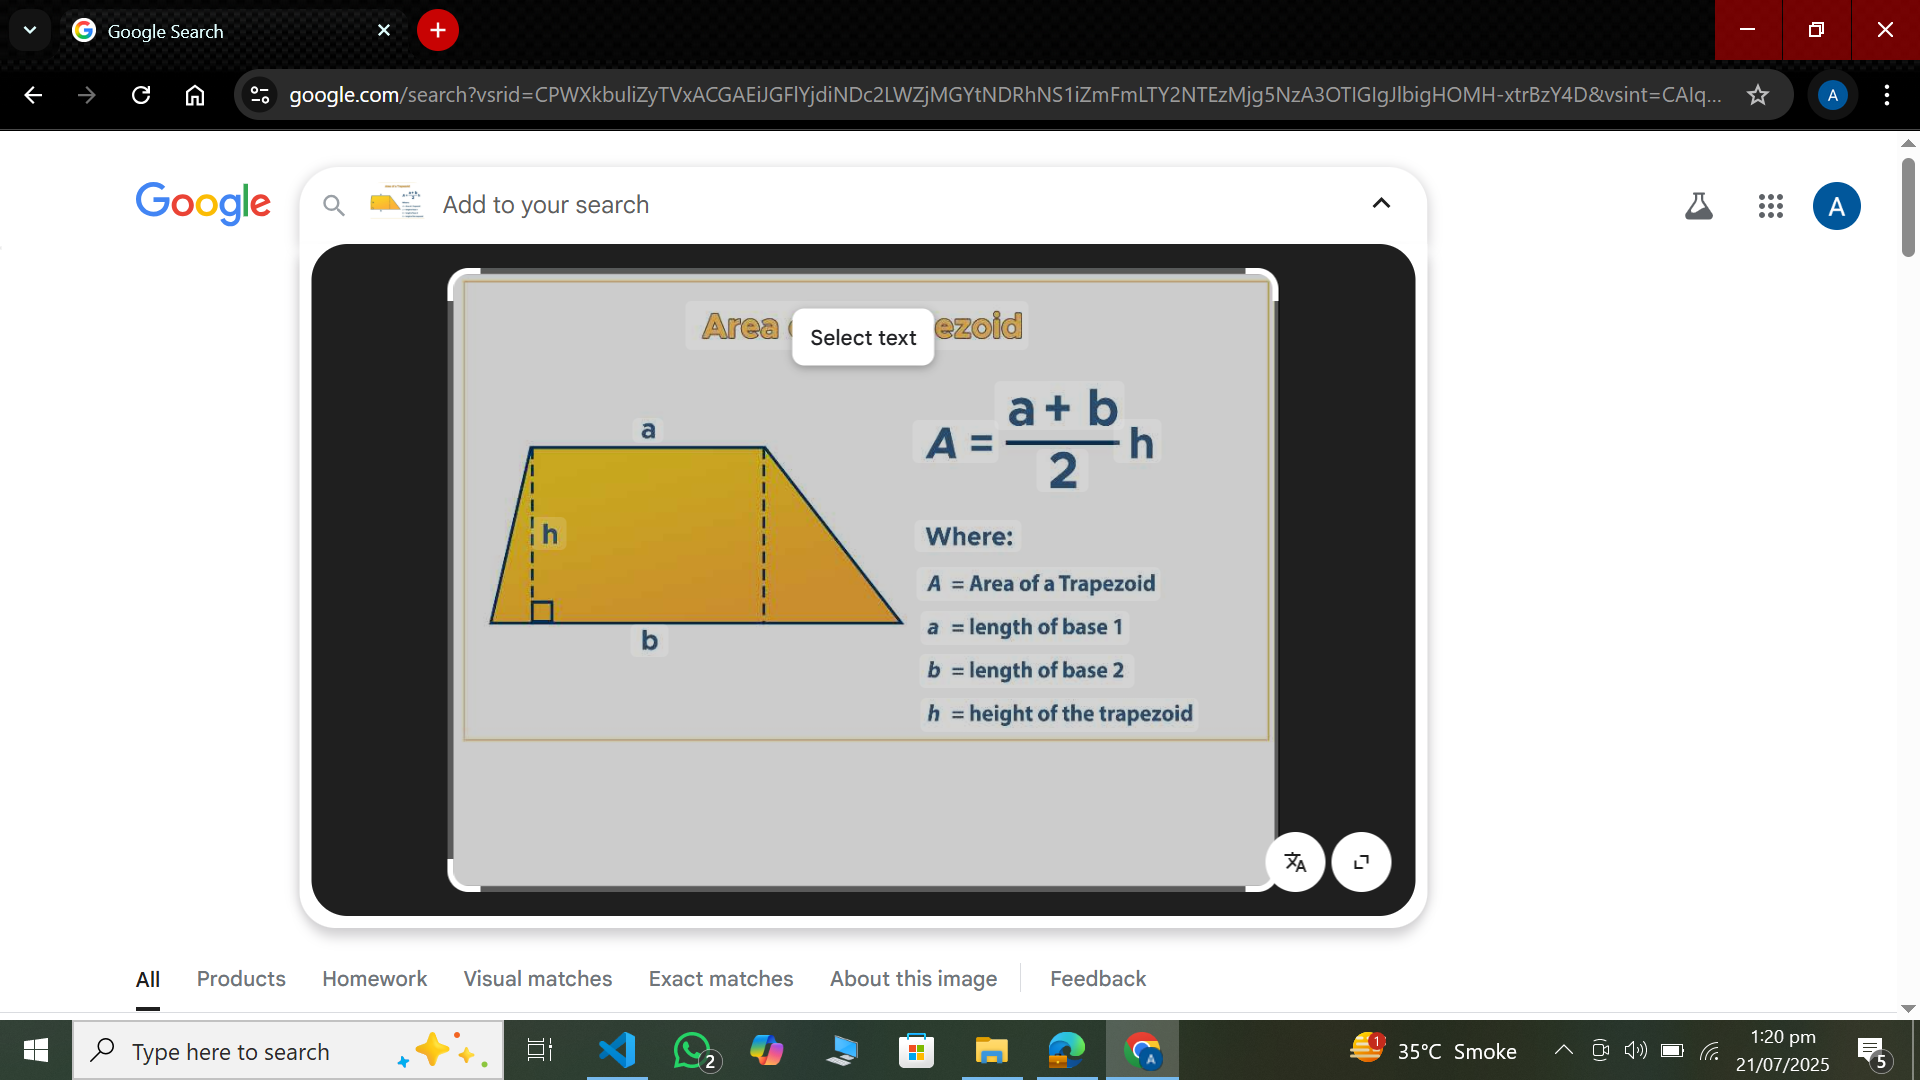 Google Search
google.com/search?vsrid=CPWXkbuliZyTVxACGAEiJGFlYjdiNDc2LWZjMGYtNDRhNS1iZmFmLTY2NTEzMjg5NzA3OTIGIgJlbigHOMH-xtrBzY4D&vsint=CAIq...
A
Google
Add to your search
A
Select text
Area ezoid
A = a + b
2 h
a
h
b
Where:
A = Area of a Trapezoid
a = length of base 1
b = length of base 2
h = height of the trapezoid
All Products Homework Visual matches Exact matches About this image Feedback
Type here to search
2
A
1
35°C Smoke
1:20 pm
21/07/2025
5